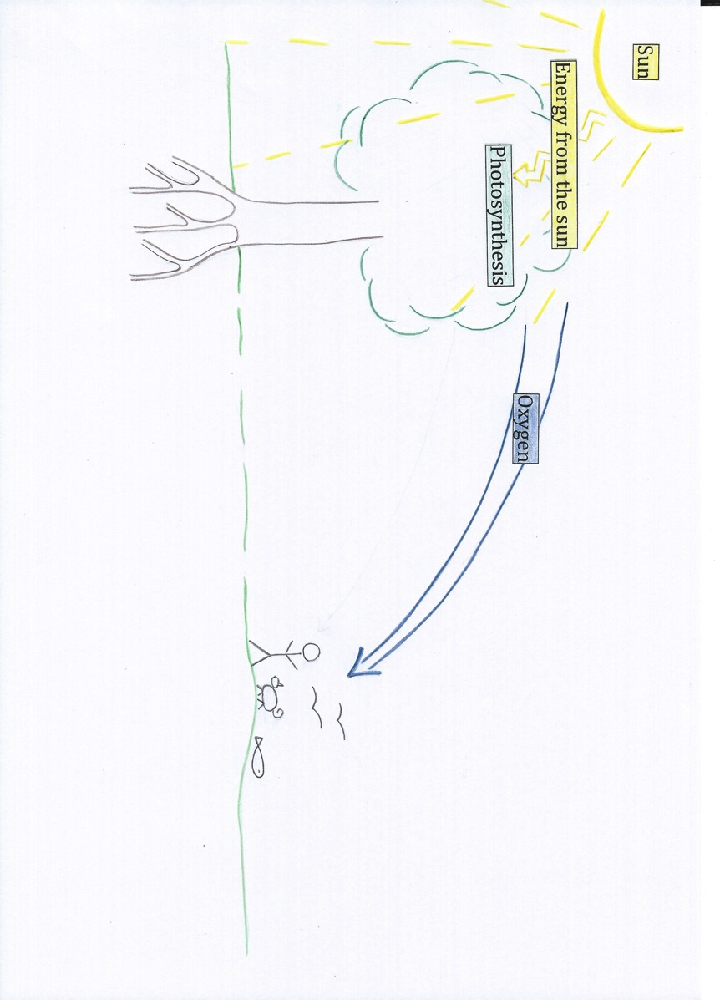 Sun
Energy from the sun
Photosynthesis
Oxygen